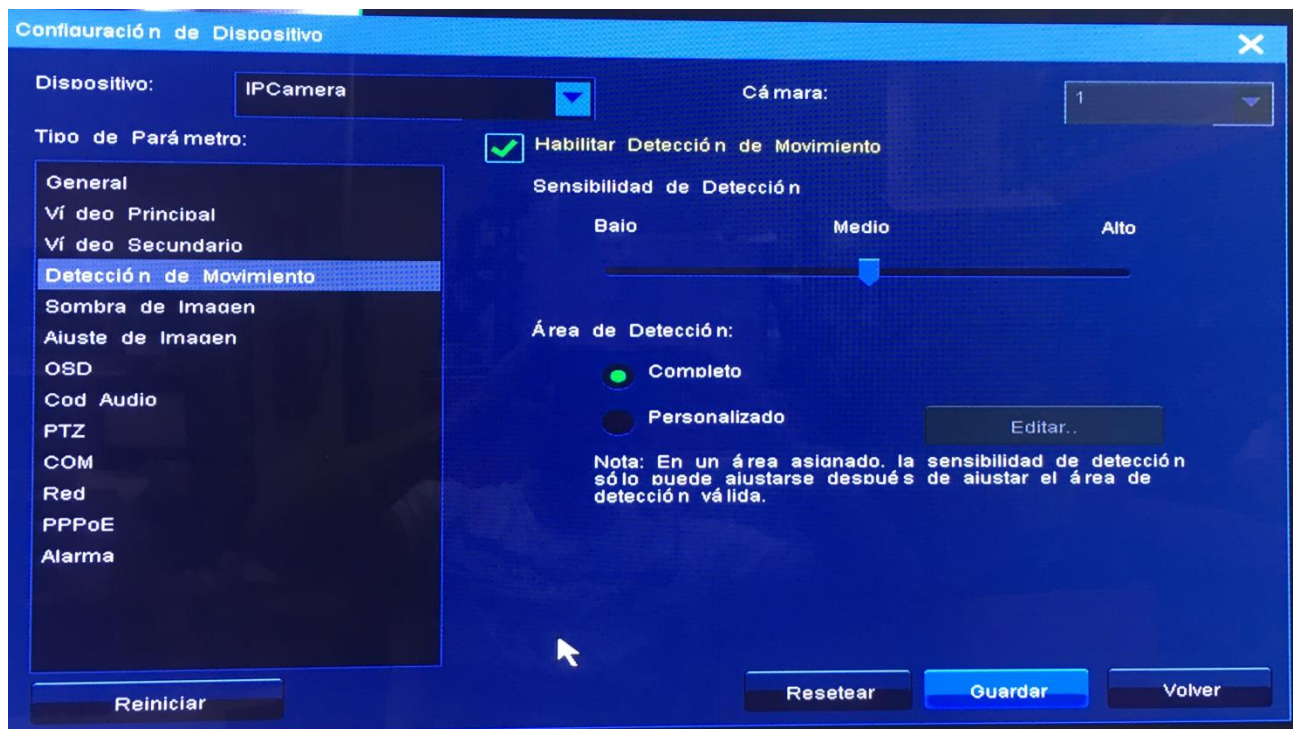 Configuración de Dispositivo
Dispositivo:
IPCamera
Cámara:
1
Tipo de Parámetro:
Habilitar Detección de Movimiento
General
Vídeo Principal
Vídeo Secundario
Detección de Movimiento
Sombra de Imagen
Ajuste de Imagen
OSD
Cod Audio
PTZ
COM
Red
PPPoE
Alarma
Sensibilidad de Detección
Bajo Medio Alto
Área de Detección:
Completo
Personalizado
Editar..
Nota: En un área asignado, la sensibilidad de detección
sólo puede ajustarse después de ajustar el área de
detección válida.
Reiniciar
Resetear
Guardar
Volver